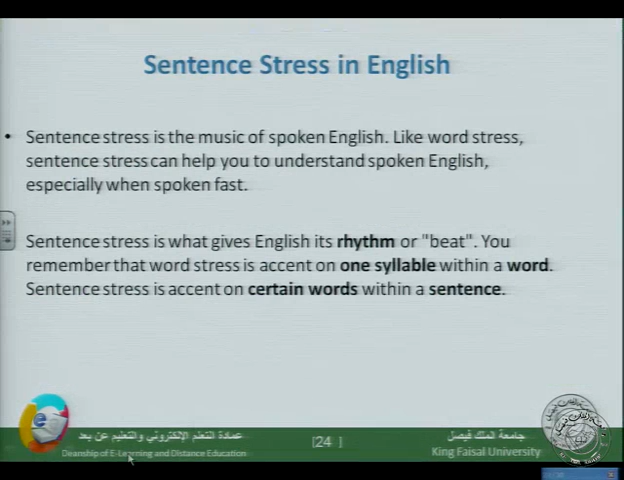 Sentence Stress in English
• Sentence stress is the music of spoken English. Like word stress,
sentence stress can help you to understand spoken English,
especially when spoken fast.
Sentence stress is what gives English its rhythm or "beat". You
remember that word stress is accent on one syllable within a word.
Sentence stress is accent on certain words within a sentence.
عمادة التعلم الإلكتروني والتعليم عن بعد
Deanship of E-Learning and Distance Education
[24 ]
جامعة الملك فيصل
King Faisal University